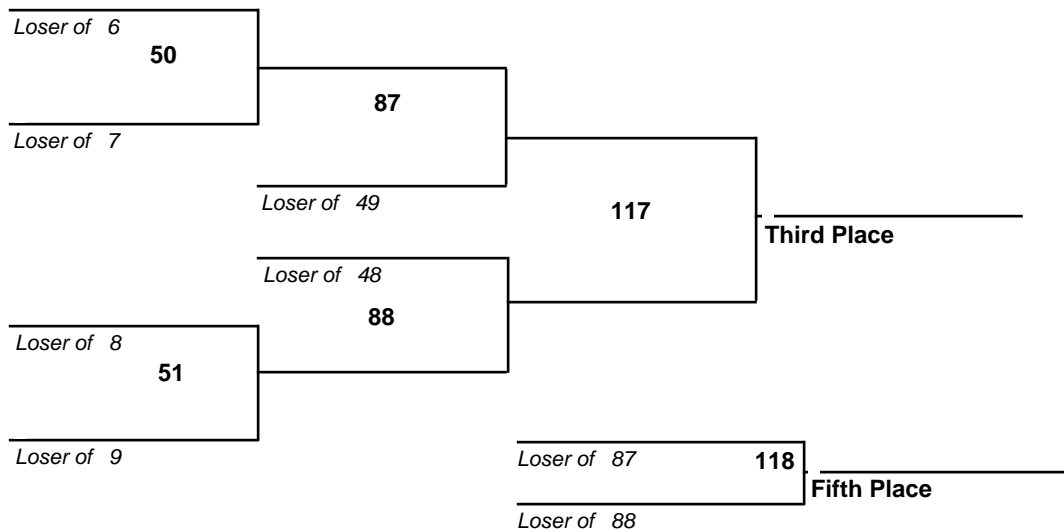 Loser of 6
50
87
Loser of 7
Loser of 49
117
Third Place
Loser of 48
88
Loser of 8
51
Loser of 9
Loser of 87
118
Fifth Place
Loser of 88